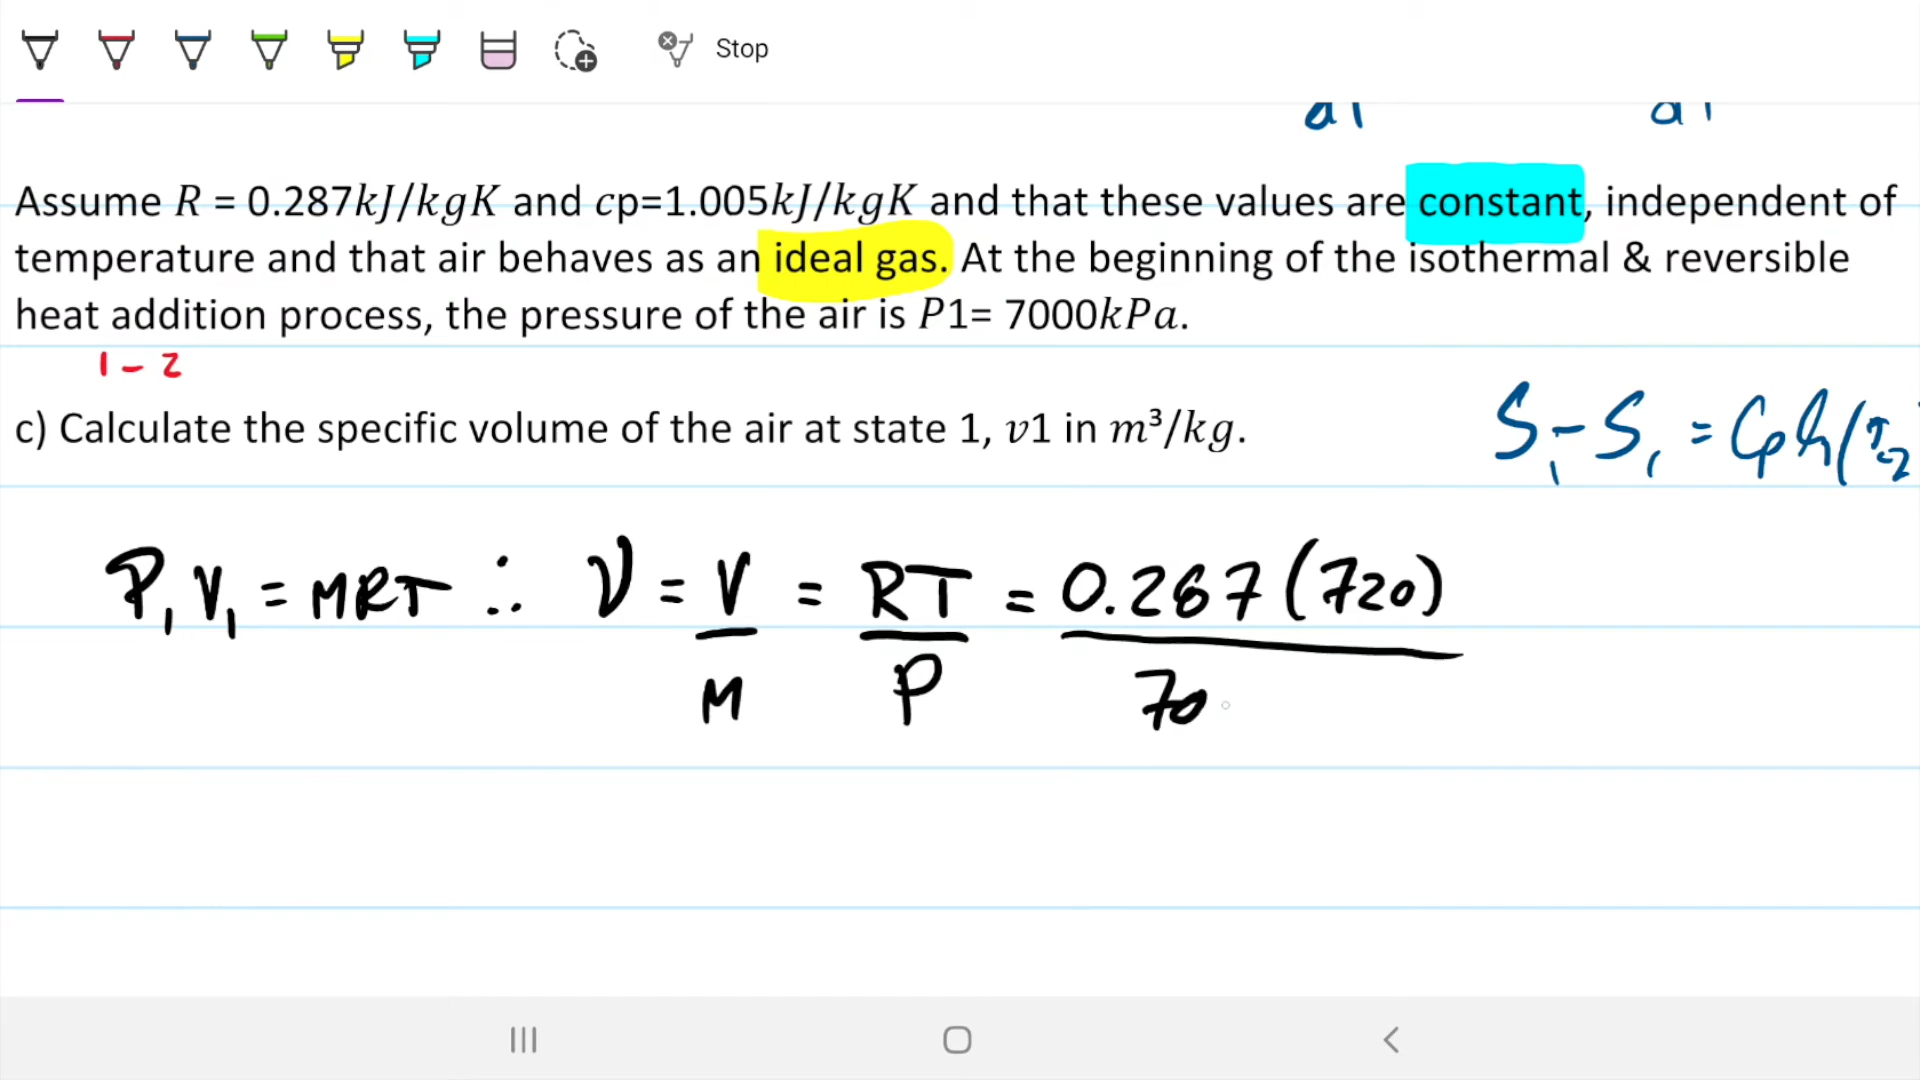 Stop
Assume R = 0.287kJ/kgK and cp=1.005kJ/kgK and that these values are constant, independent of
temperature and that air behaves as an ideal gas. At the beginning of the isothermal & reversible
heat addition process, the pressure of the air is P1= 7000kPa.
1 - 2
c) Calculate the specific volume of the air at state 1, v1 in m³/kg.
P₁ V₁ = MRT ∴ ν = V/M = RT/P = 0.287(720)/70